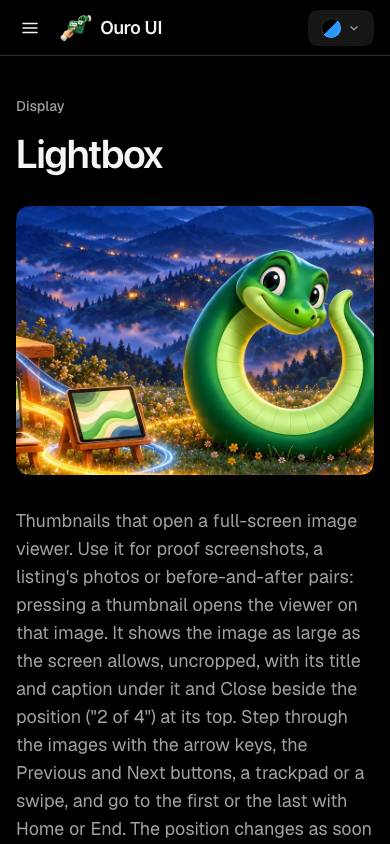 Ouro UI
Display
Lightbox
Thumbnails that open a full-screen image
viewer. Use it for proof screenshots, a
listing's photos or before-and-after pairs:
pressing a thumbnail opens the viewer on
that image. It shows the image as large as
the screen allows, uncropped, with its title
and caption under it and Close beside the
position ("2 of 4") at its top. Step through
the images with the arrow keys, the
Previous and Next buttons, a trackpad or a
swipe, and go to the first or the last with
Home or End. The position changes as soon